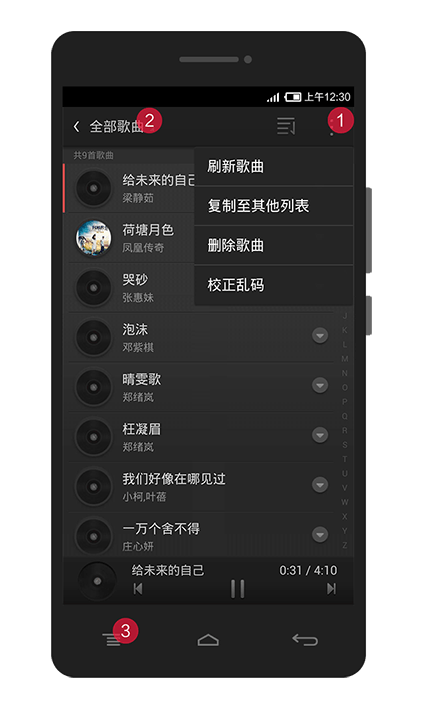 上午12:30
全部歌曲
2
1
共9首歌曲
刷新歌曲
复制至其他列表
删除歌曲
校正乱码
给未来的自己
梁静茹
荷塘月色
凤凰传奇
哭砂
张惠妹
泡沫
邓紫棋
晴雯歌
郑绪岚
枉凝眉
郑绪岚
我们好像在哪见过
小柯,叶蓓
一万个舍不得
庄心妍
J
K
L
M
N
O
P
Q
R
S
T
U
V
W
X
Y
Z
给未来的自己
0:31 / 4:10
3